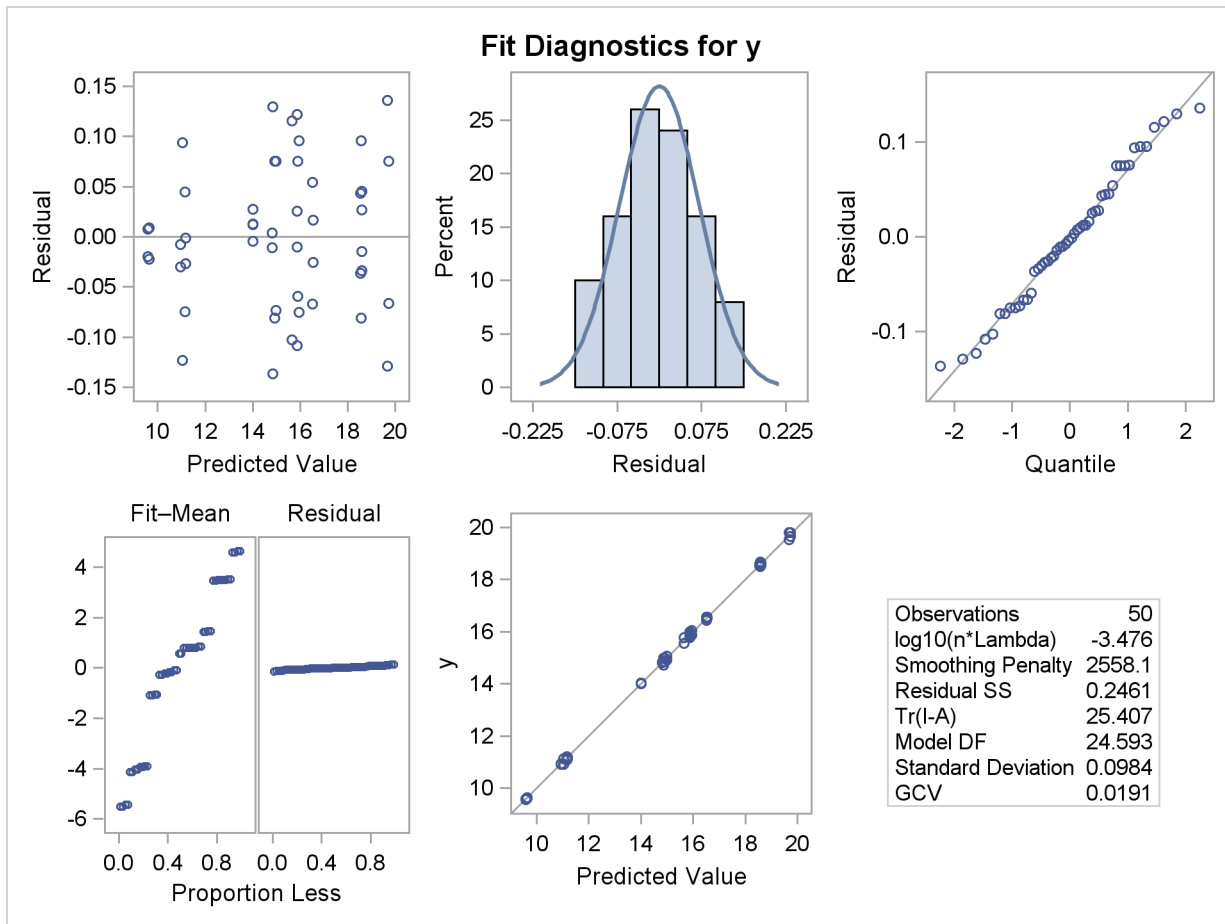 Fit Diagnostics for y
0.15
0.10
0.05
0.00
-0.05
-0.10
-0.15
Residual
10 12 14 16 18 20
Predicted Value
25
20
15
10
5
0
Percent
-0.225 -0.075 0.075 0.225
Residual
0.1
0.0
-0.1
Residual
-2 -1 0 1 2
Quantile
Fit–Mean Residual
4
2
0
-2
-4
-6
0.0 0.4 0.8 0.0 0.4 0.8
Proportion Less
20
18
16
14
12
10
y
10 12 14 16 18 20
Predicted Value
Observations 50
log10(n*Lambda) -3.476
Smoothing Penalty 2558.1
Residual SS 0.2461
Tr(I-A) 25.407
Model DF 24.593
Standard Deviation 0.0984
GCV 0.0191